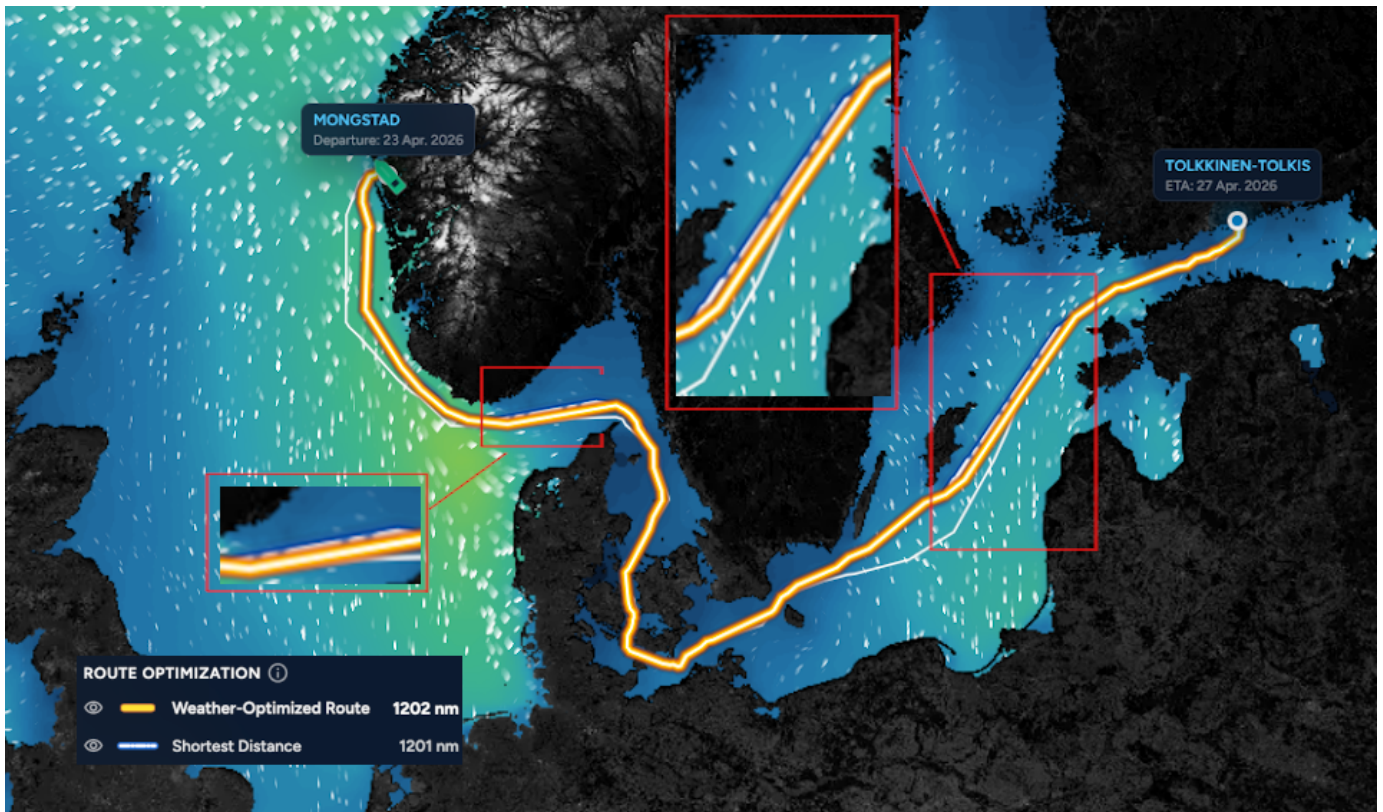 MONGSTAD
Departure: 23 Apr. 2026
TOLKKINEN-TOLKIS
ETA: 27 Apr. 2026
ROUTE OPTIMIZATION
Weather-Optimized Route 1202 nm
Shortest Distance 1201 nm